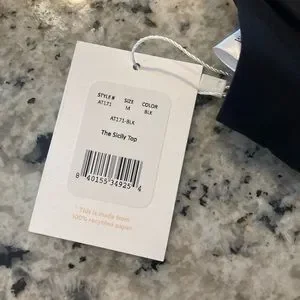 STYLE# SIZE COLOR
AT171 M BLK
AT171-BLK
The Sicily Top
8 40155 34925 4
This is made from
100% recycled paper